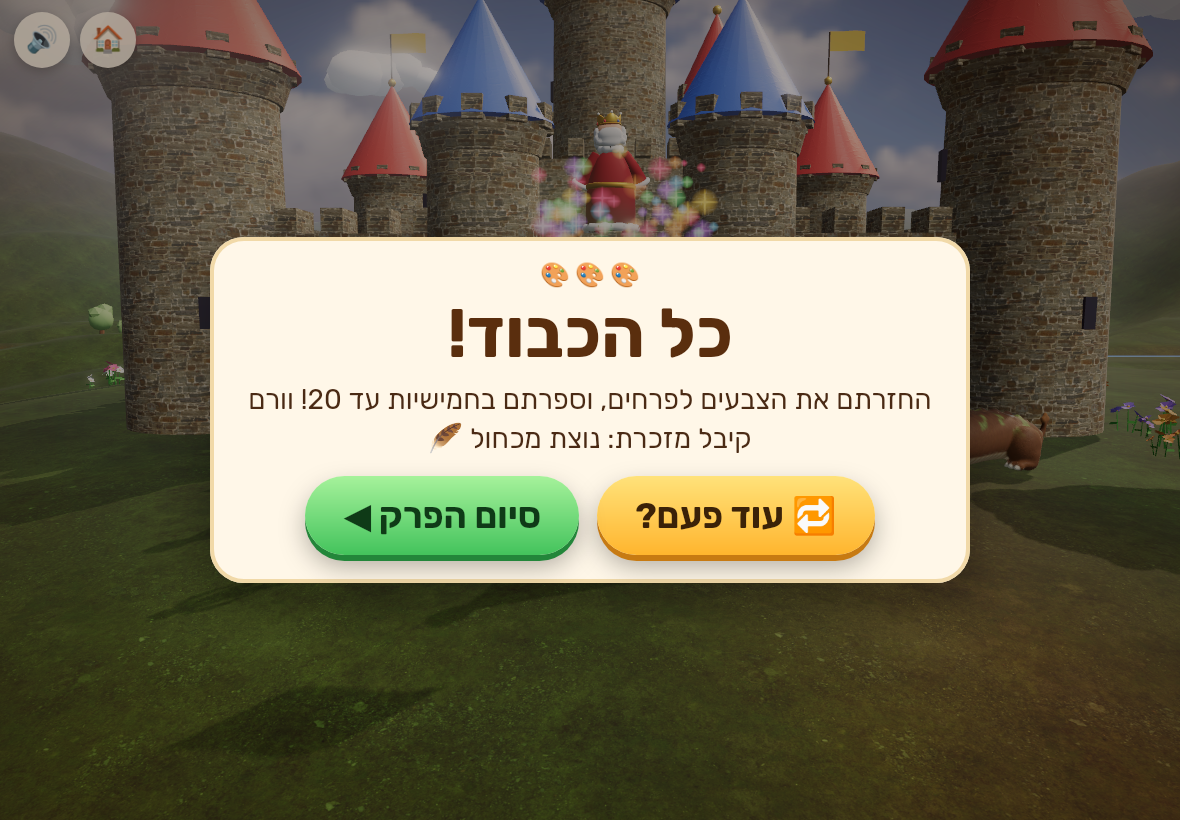 כל הכבוד!
החזרתם את הצבעים לפרחים, וספרתם בחמישיות עד 20! וורם
קיבל מזכרת: נוצת מכחול
עוד פעם?
סיום הפרק ◀